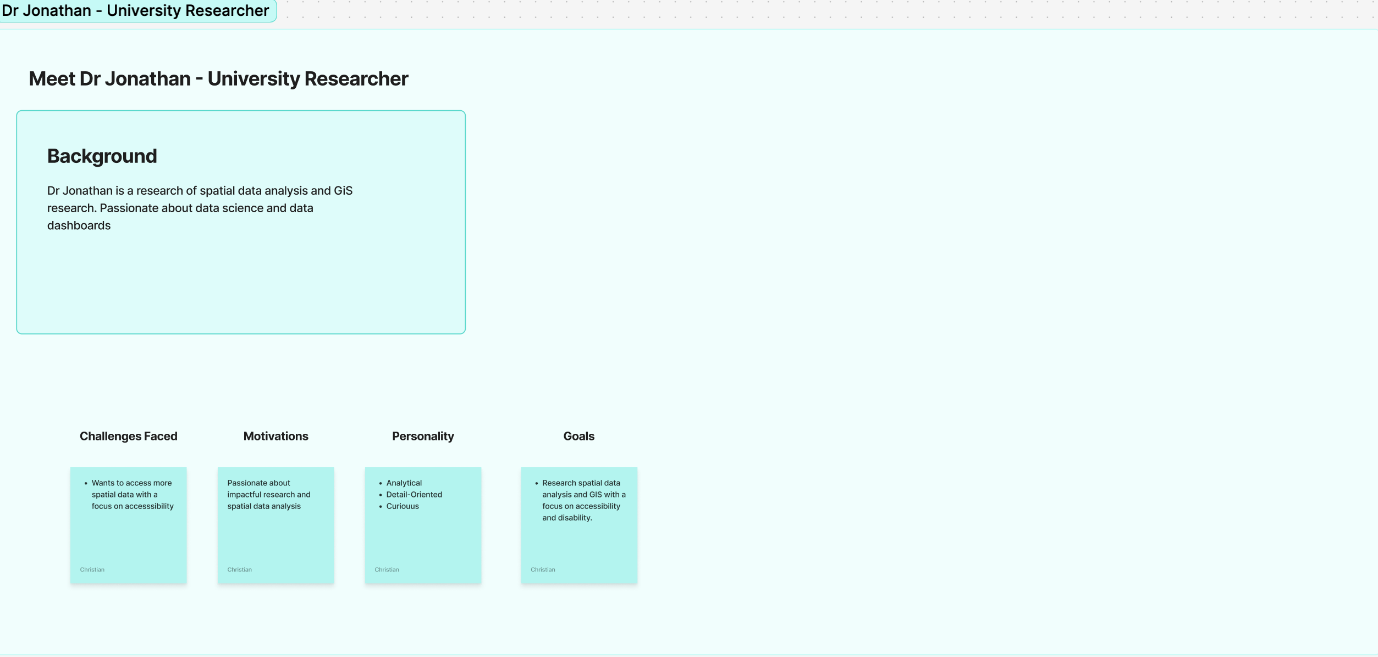 Dr Jonathan - University Researcher
Meet Dr Jonathan - University Researcher
Background
Dr Jonathan is a research of spatial data analysis and GiS
research. Passionate about data science and data
dashboards
Challenges Faced
Motivations
Personality
Goals
• Wants to access more
spatial data with a
focus on accesssibility
Christian
Passionate about
impactful research and
spatial data analysis
Christian
• Analytical
• Detail-Oriented
• Curiouus
Christian
• Research spatial data
analysis and GIS with a
focus on accessibility
and disability.
Christian